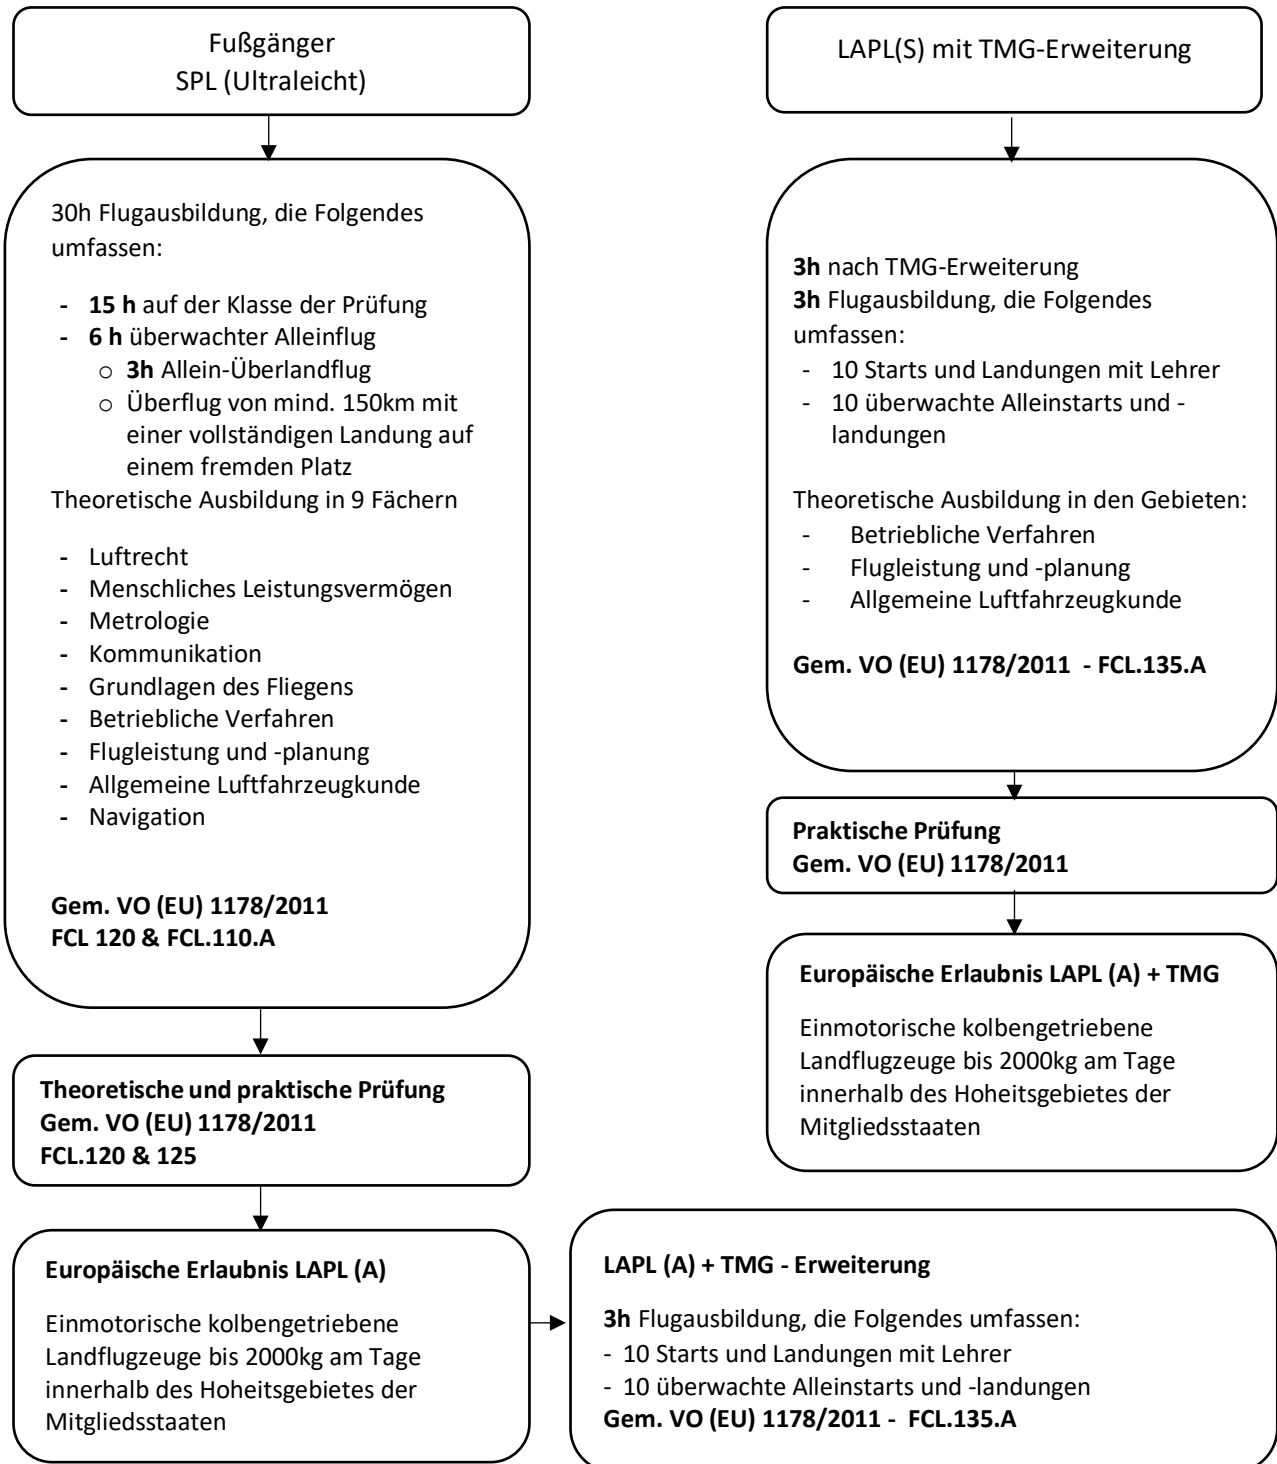 Fußgänger
SPL (Ultraleicht)
30h Flugausbildung, die Folgendes
umfassen:
- 15 h auf der Klasse der Prüfung
- 6 h überwachter Alleinflug
○ 3h Allein-Überlandflug
○ Überflug von mind. 150km mit
einer vollständigen Landung auf
einem fremden Platz
Theoretische Ausbildung in 9 Fächern
- Luftrecht
- Menschliches Leistungsvermögen
- Metrologie
- Kommunikation
- Grundlagen des Fliegens
- Betriebliche Verfahren
- Flugleistung und -planung
- Allgemeine Luftfahrzeugkunde
- Navigation
Gem. VO (EU) 1178/2011
FCL 120 & FCL.110.A
Theoretische und praktische Prüfung
Gem. VO (EU) 1178/2011
FCL.120 & 125
Europäische Erlaubnis LAPL (A)
Einmotorische kolbengetriebene
Landflugzeuge bis 2000kg am Tage
innerhalb des Hoheitsgebietes der
Mitgliedsstaaten
LAPL(S) mit TMG-Erweiterung
3h nach TMG-Erweiterung
3h Flugausbildung, die Folgendes
umfassen:
- 10 Starts und Landungen mit Lehrer
- 10 überwachte Alleinstarts und -
landungen
Theoretische Ausbildung in den Gebieten:
- Betriebliche Verfahren
- Flugleistung und -planung
- Allgemeine Luftfahrzeugkunde
Gem. VO (EU) 1178/2011 - FCL.135.A
Praktische Prüfung
Gem. VO (EU) 1178/2011
Europäische Erlaubnis LAPL (A) + TMG
Einmotorische kolbengetriebene
Landflugzeuge bis 2000kg am Tage
innerhalb des Hoheitsgebietes der
Mitgliedsstaaten
LAPL (A) + TMG - Erweiterung
3h Flugausbildung, die Folgendes umfassen:
- 10 Starts und Landungen mit Lehrer
- 10 überwachte Alleinstarts und -landungen
Gem. VO (EU) 1178/2011 - FCL.135.A